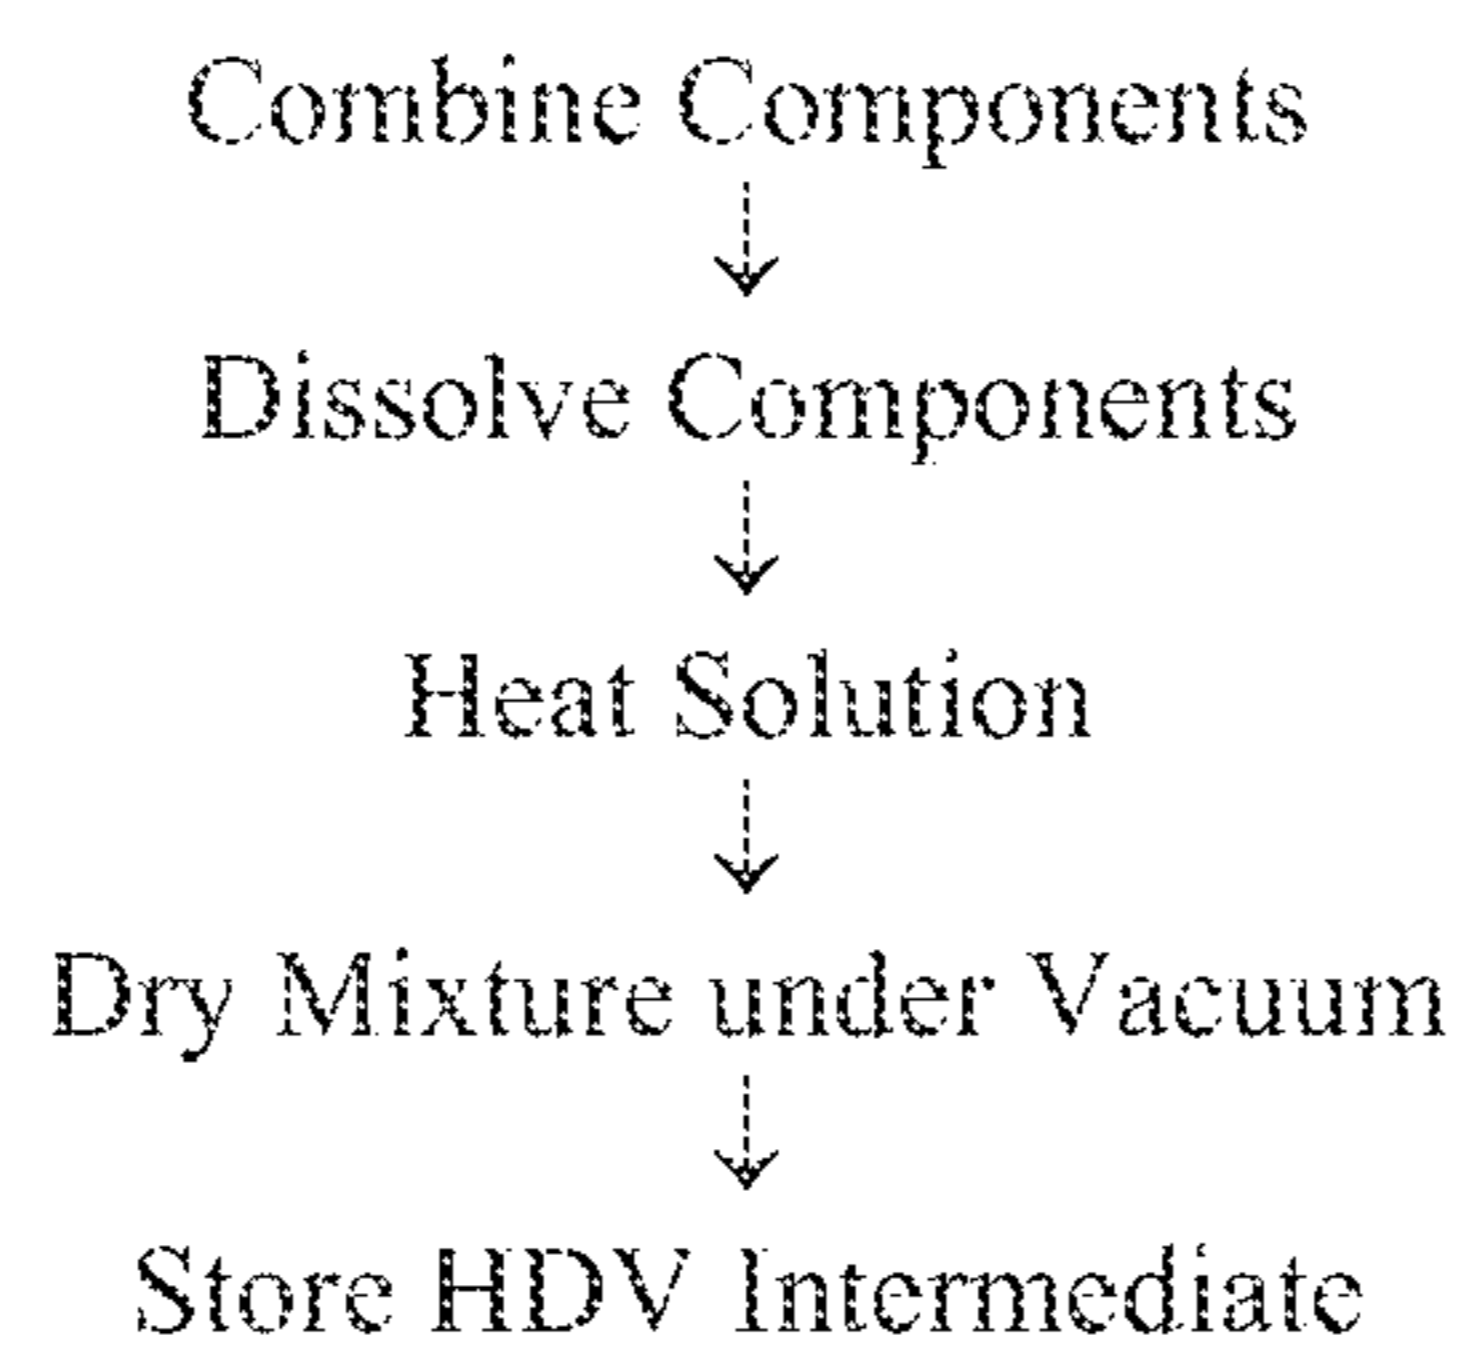 Combine Components
Dissolve Components
Heat Solution
Dry Mixture under Vacuum
Store HDV Intermediate